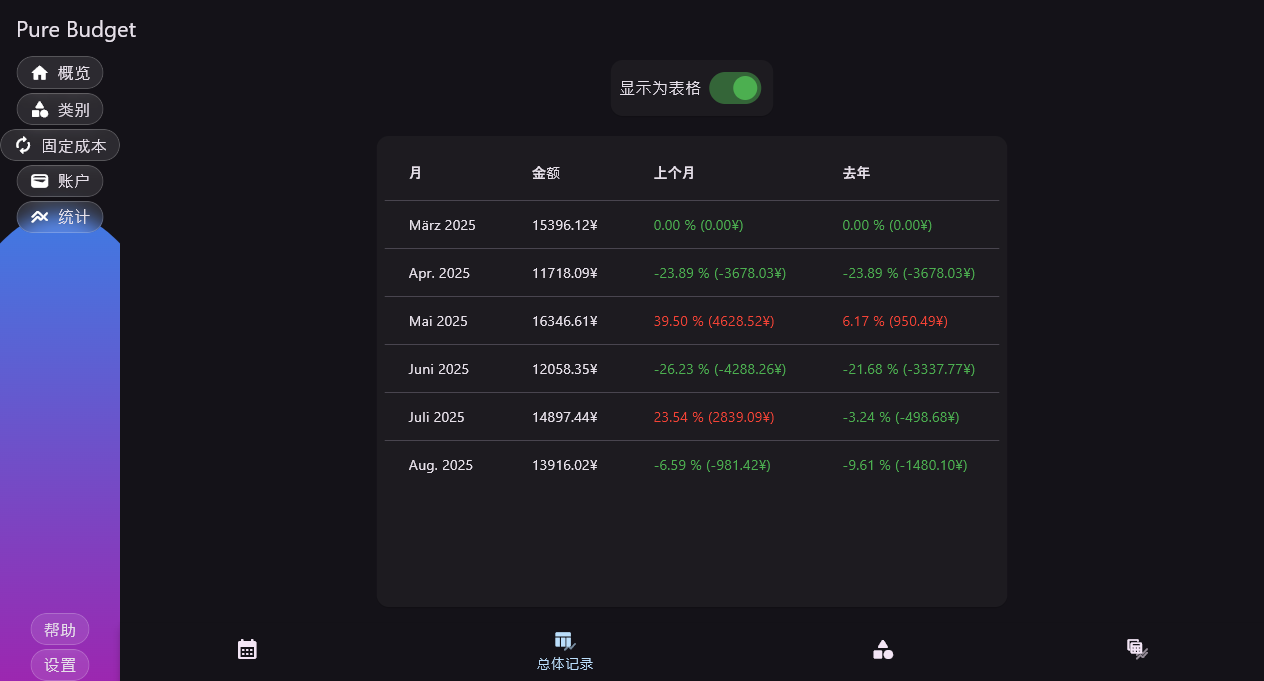 Pure Budget
概览
类别
固定成本
账户
统计
帮助
设置
显示为表格
月 金额 上个月 去年
März 2025 15396.12¥ 0.00 % (0.00¥) 0.00 % (0.00¥)
Apr. 2025 11718.09¥ -23.89 % (-3678.03¥) -23.89 % (-3678.03¥)
Mai 2025 16346.61¥ 39.50 % (4628.52¥) 6.17 % (950.49¥)
Juni 2025 12058.35¥ -26.23 % (-4288.26¥) -21.68 % (-3337.77¥)
Juli 2025 14897.44¥ 23.54 % (2839.09¥) -3.24 % (-498.68¥)
Aug. 2025 13916.02¥ -6.59 % (-981.42¥) -9.61 % (-1480.10¥)
总体记录